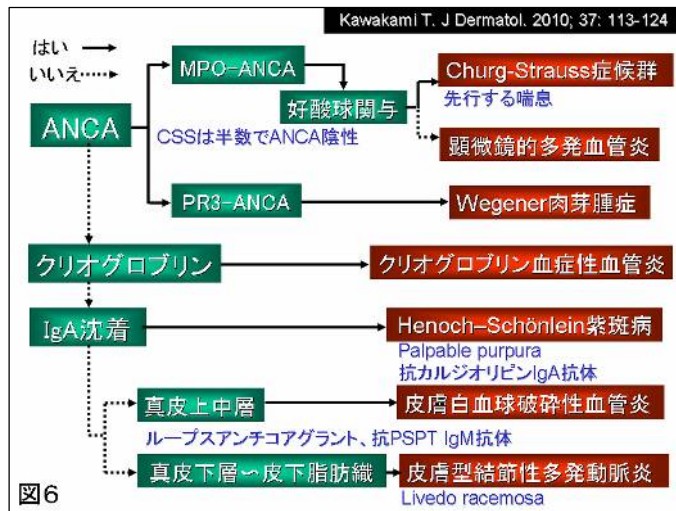 Kawakami T. J Dermatol. 2010; 37: 113-124
はい
いいえ
MPO-ANCA
Churg-Strauss症候群
先行する喘息
好酸球関与
ANCA
CSSは半数でANCA陰性
顕微鏡的多発血管炎
PR3-ANCA
Wegener肉芽腫症
クリオグロブリン
クリオグロブリン血症性血管炎
IgA沈着
Henoch–Schönlein紫斑病
Palpable purpura
抗カルジオリピンIgA抗体
真皮上中層
皮膚白血球破砕性血管炎
ループスアンチコアグラント、抗PSPT IgM抗体
真皮下層～皮下脂肪織
皮膚型結節性多発動脈炎
Livedo racemosa
図6